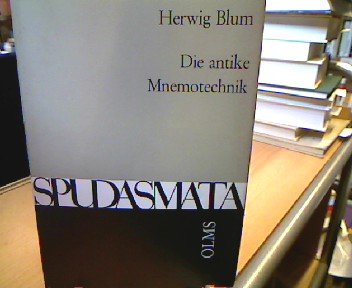 Herwig Blum
Die antike
Mnemotechnik
SPUDASMATA
OLMS